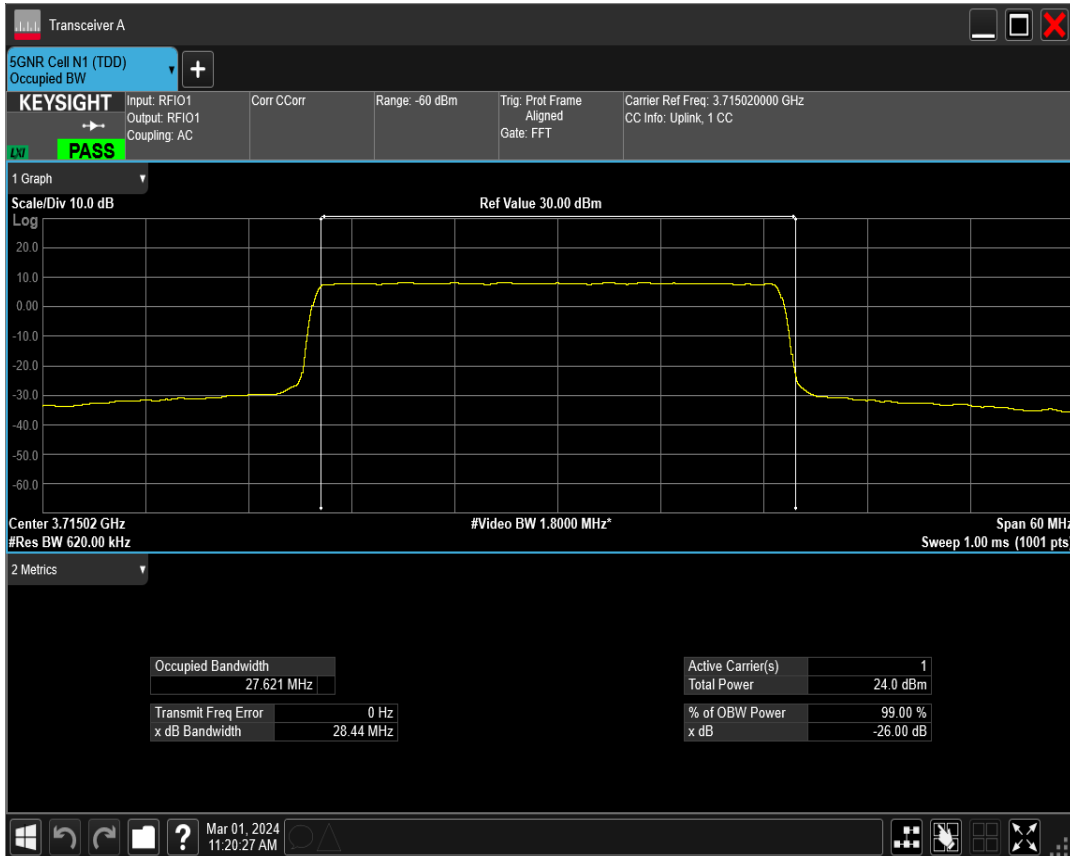 Transceiver A
5GNR Cell N1 (TDD)
Occupied BW
+
KEYSIGHT
LXI
PASS
Input: RFIO1
Output: RFIO1
Coupling: AC
Corr CCorr
Range: -60 dBm
Trig: Prot Frame
Aligned
Gate: FFT
Carrier Ref Freq: 3.715020000 GHz
CC Info: Uplink, 1 CC
1 Graph
Scale/Div 10.0 dB
Ref Value 30.00 dBm
Log
20.0
10.0
0.00
-10.0
-20.0
-30.0
-40.0
-50.0
-60.0
Center 3.71502 GHz
#Video BW 1.8000 MHz*
Span 60 MHz
#Res BW 620.00 kHz
Sweep 1.00 ms (1001 pts)
2 Metrics
Occupied Bandwidth
27.621 MHz
Transmit Freq Error 0 Hz
x dB Bandwidth 28.44 MHz
Active Carrier(s) 1
Total Power 24.0 dBm
% of OBW Power 99.00 %
x dB -26.00 dB
?
Mar 01, 2024
11:20:27 AM